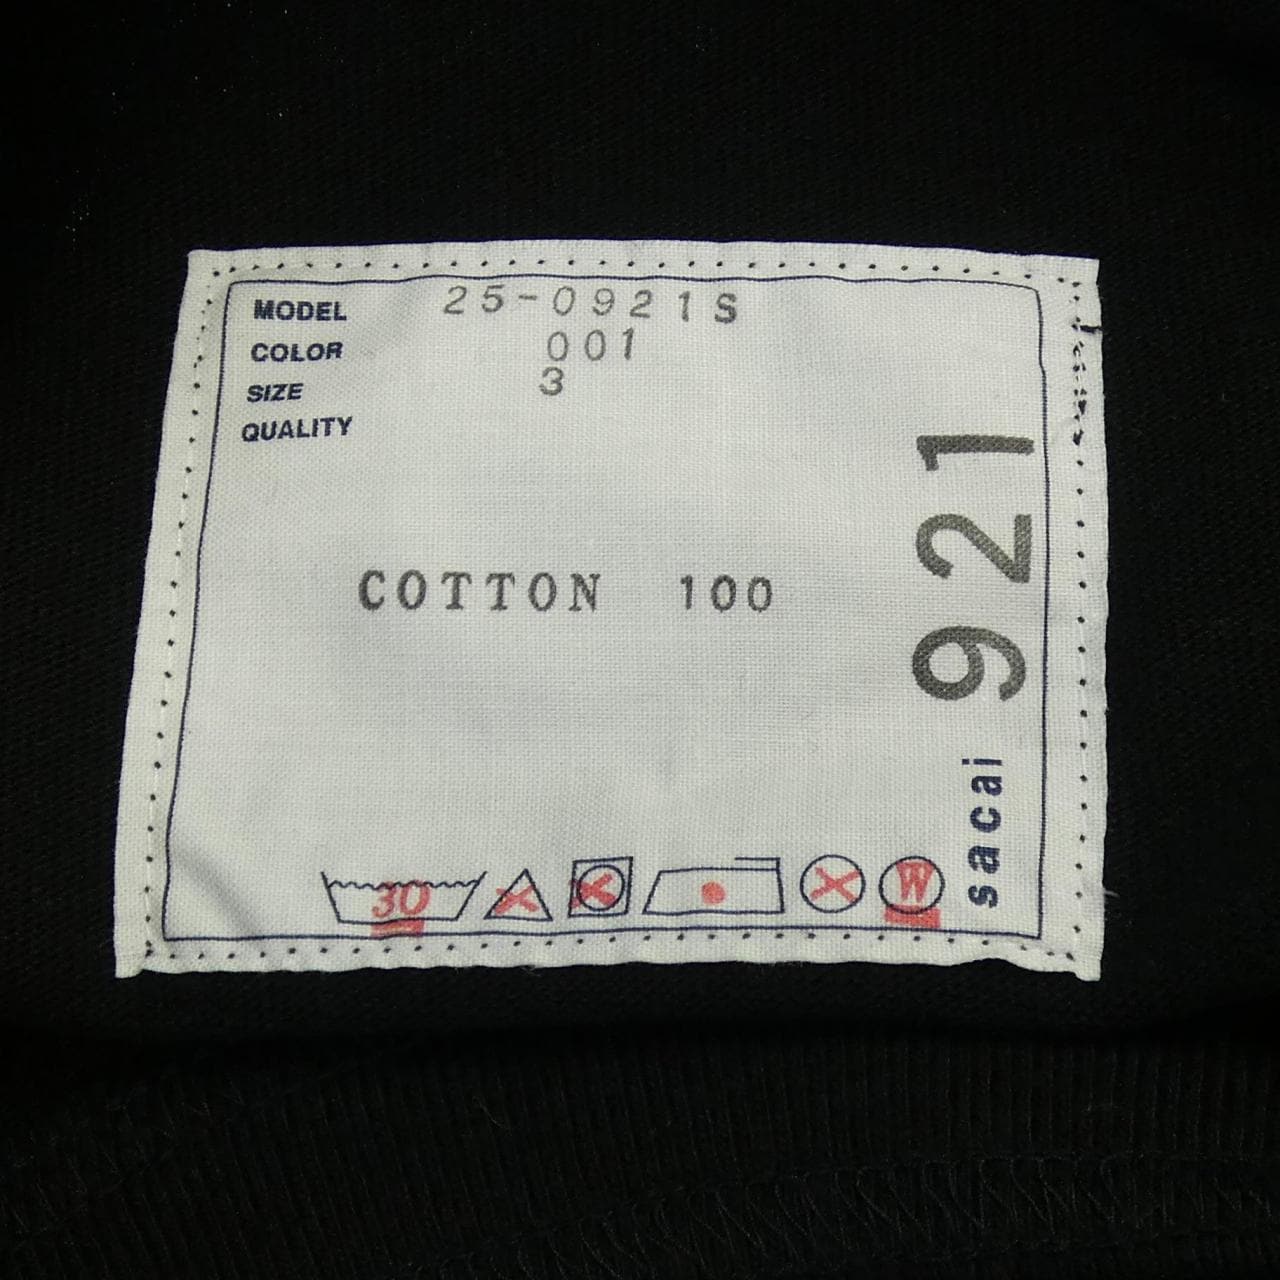 MODEL 25-0921S
COLOR 001
SIZE 3
QUALITY
COTTON 100
30
W
sacai 921